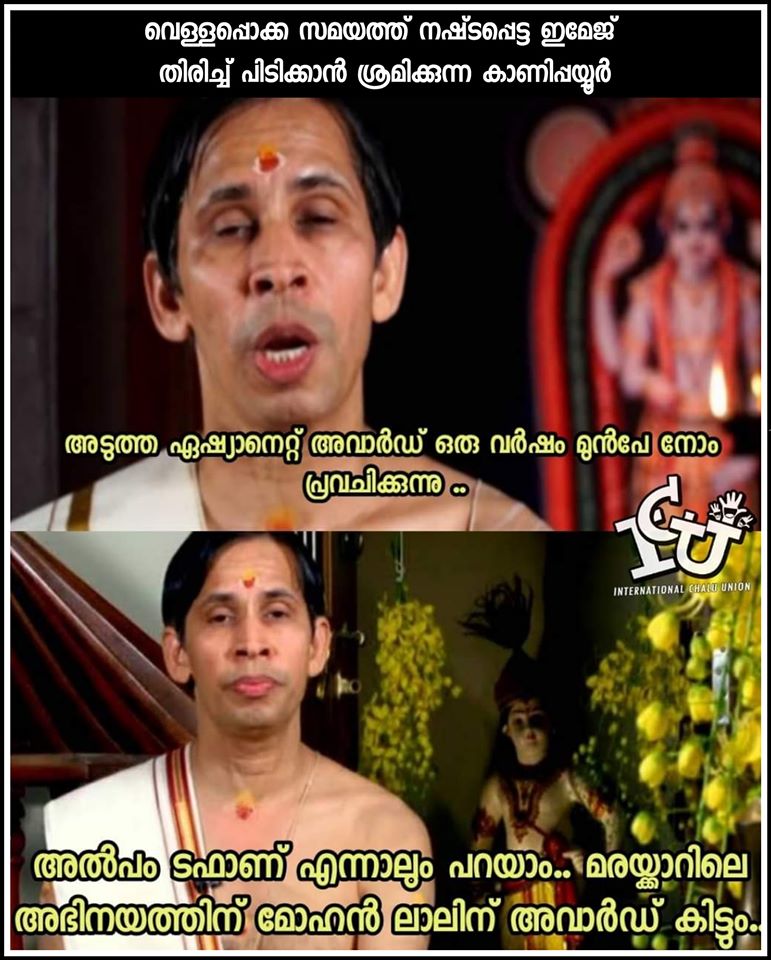 വെള്ളപ്പൊക്ക സമയത്ത് നഷ്ടപ്പെട്ട ഇമേജ്
തിരിച്ച് പിടിക്കാൻ ശ്രമിക്കുന്ന കാണിപ്പയ്യൂർ
അടുത്ത ഏഷ്യാനെറ്റ് അവാർഡ് ഒരു വർഷം മുൻപേ നോം
പ്രവചിക്കുന്നു ..
ICU
INTERNATIONAL CHALU UNION
അൽപം ടഫാണ് എന്നാലും പറയാം.. മരയ്ക്കാറിലെ
അഭിനയത്തിന് മോഹൻ ലാലിന് അവാർഡ് കിട്ടും..